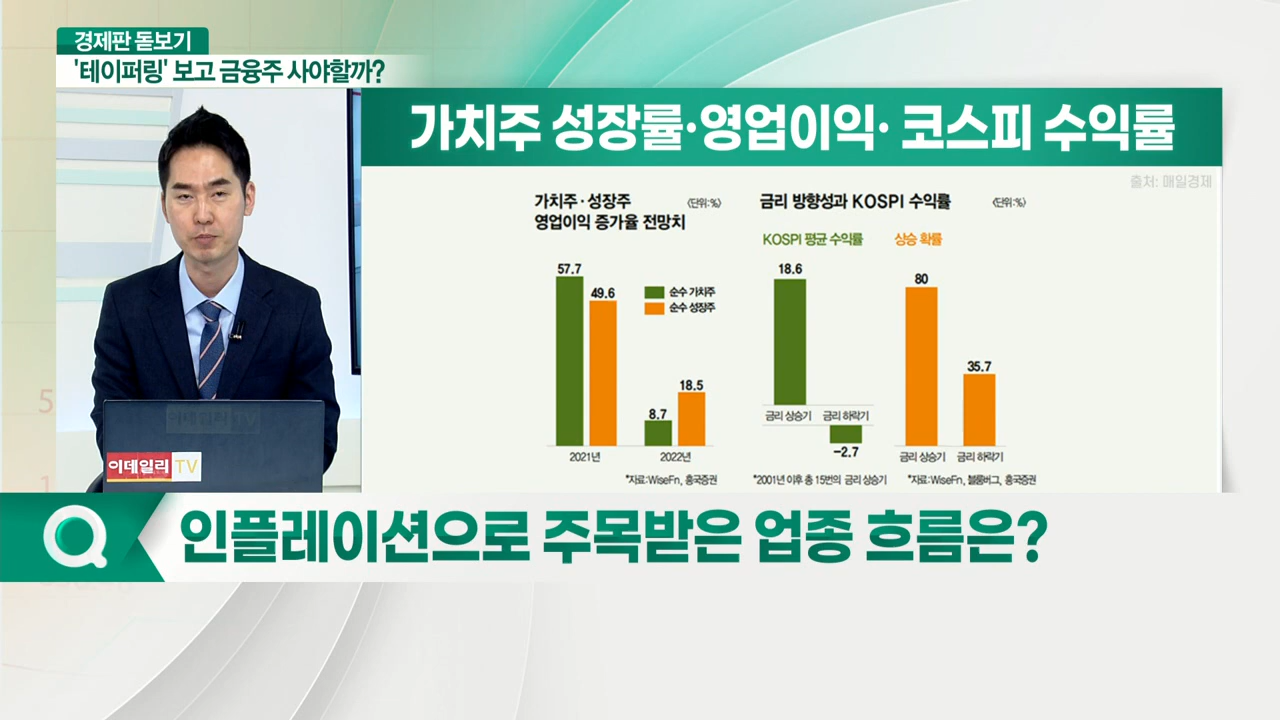 경제판 돋보기
'테이퍼링' 보고 금융주 사야할까?
가치주 성장률·영업이익· 코스피 수익률
출처: 매일경제
가치주·성장주
영업이익 증가율 전망치
(단위:%)
57.7
49.6
순수 가치주
순수 성장주
8.7
18.5
2021년
2022년
*자료:WiseFn, 흥국증권
금리 방향성과 KOSPI 수익률
(단위:%)
KOSPI 평균 수익률
상승 확률
18.6
금리 상승기
금리 하락기
-2.7
80
35.7
금리 상승기
금리 하락기
*2001년 이후 총 15번의 금리 상승기
*자료:WiseFn, 블룸버그, 흥국증권
이데일리 TV
이데일리 TV
Q 인플레이션으로 주목받은 업종 흐름은?